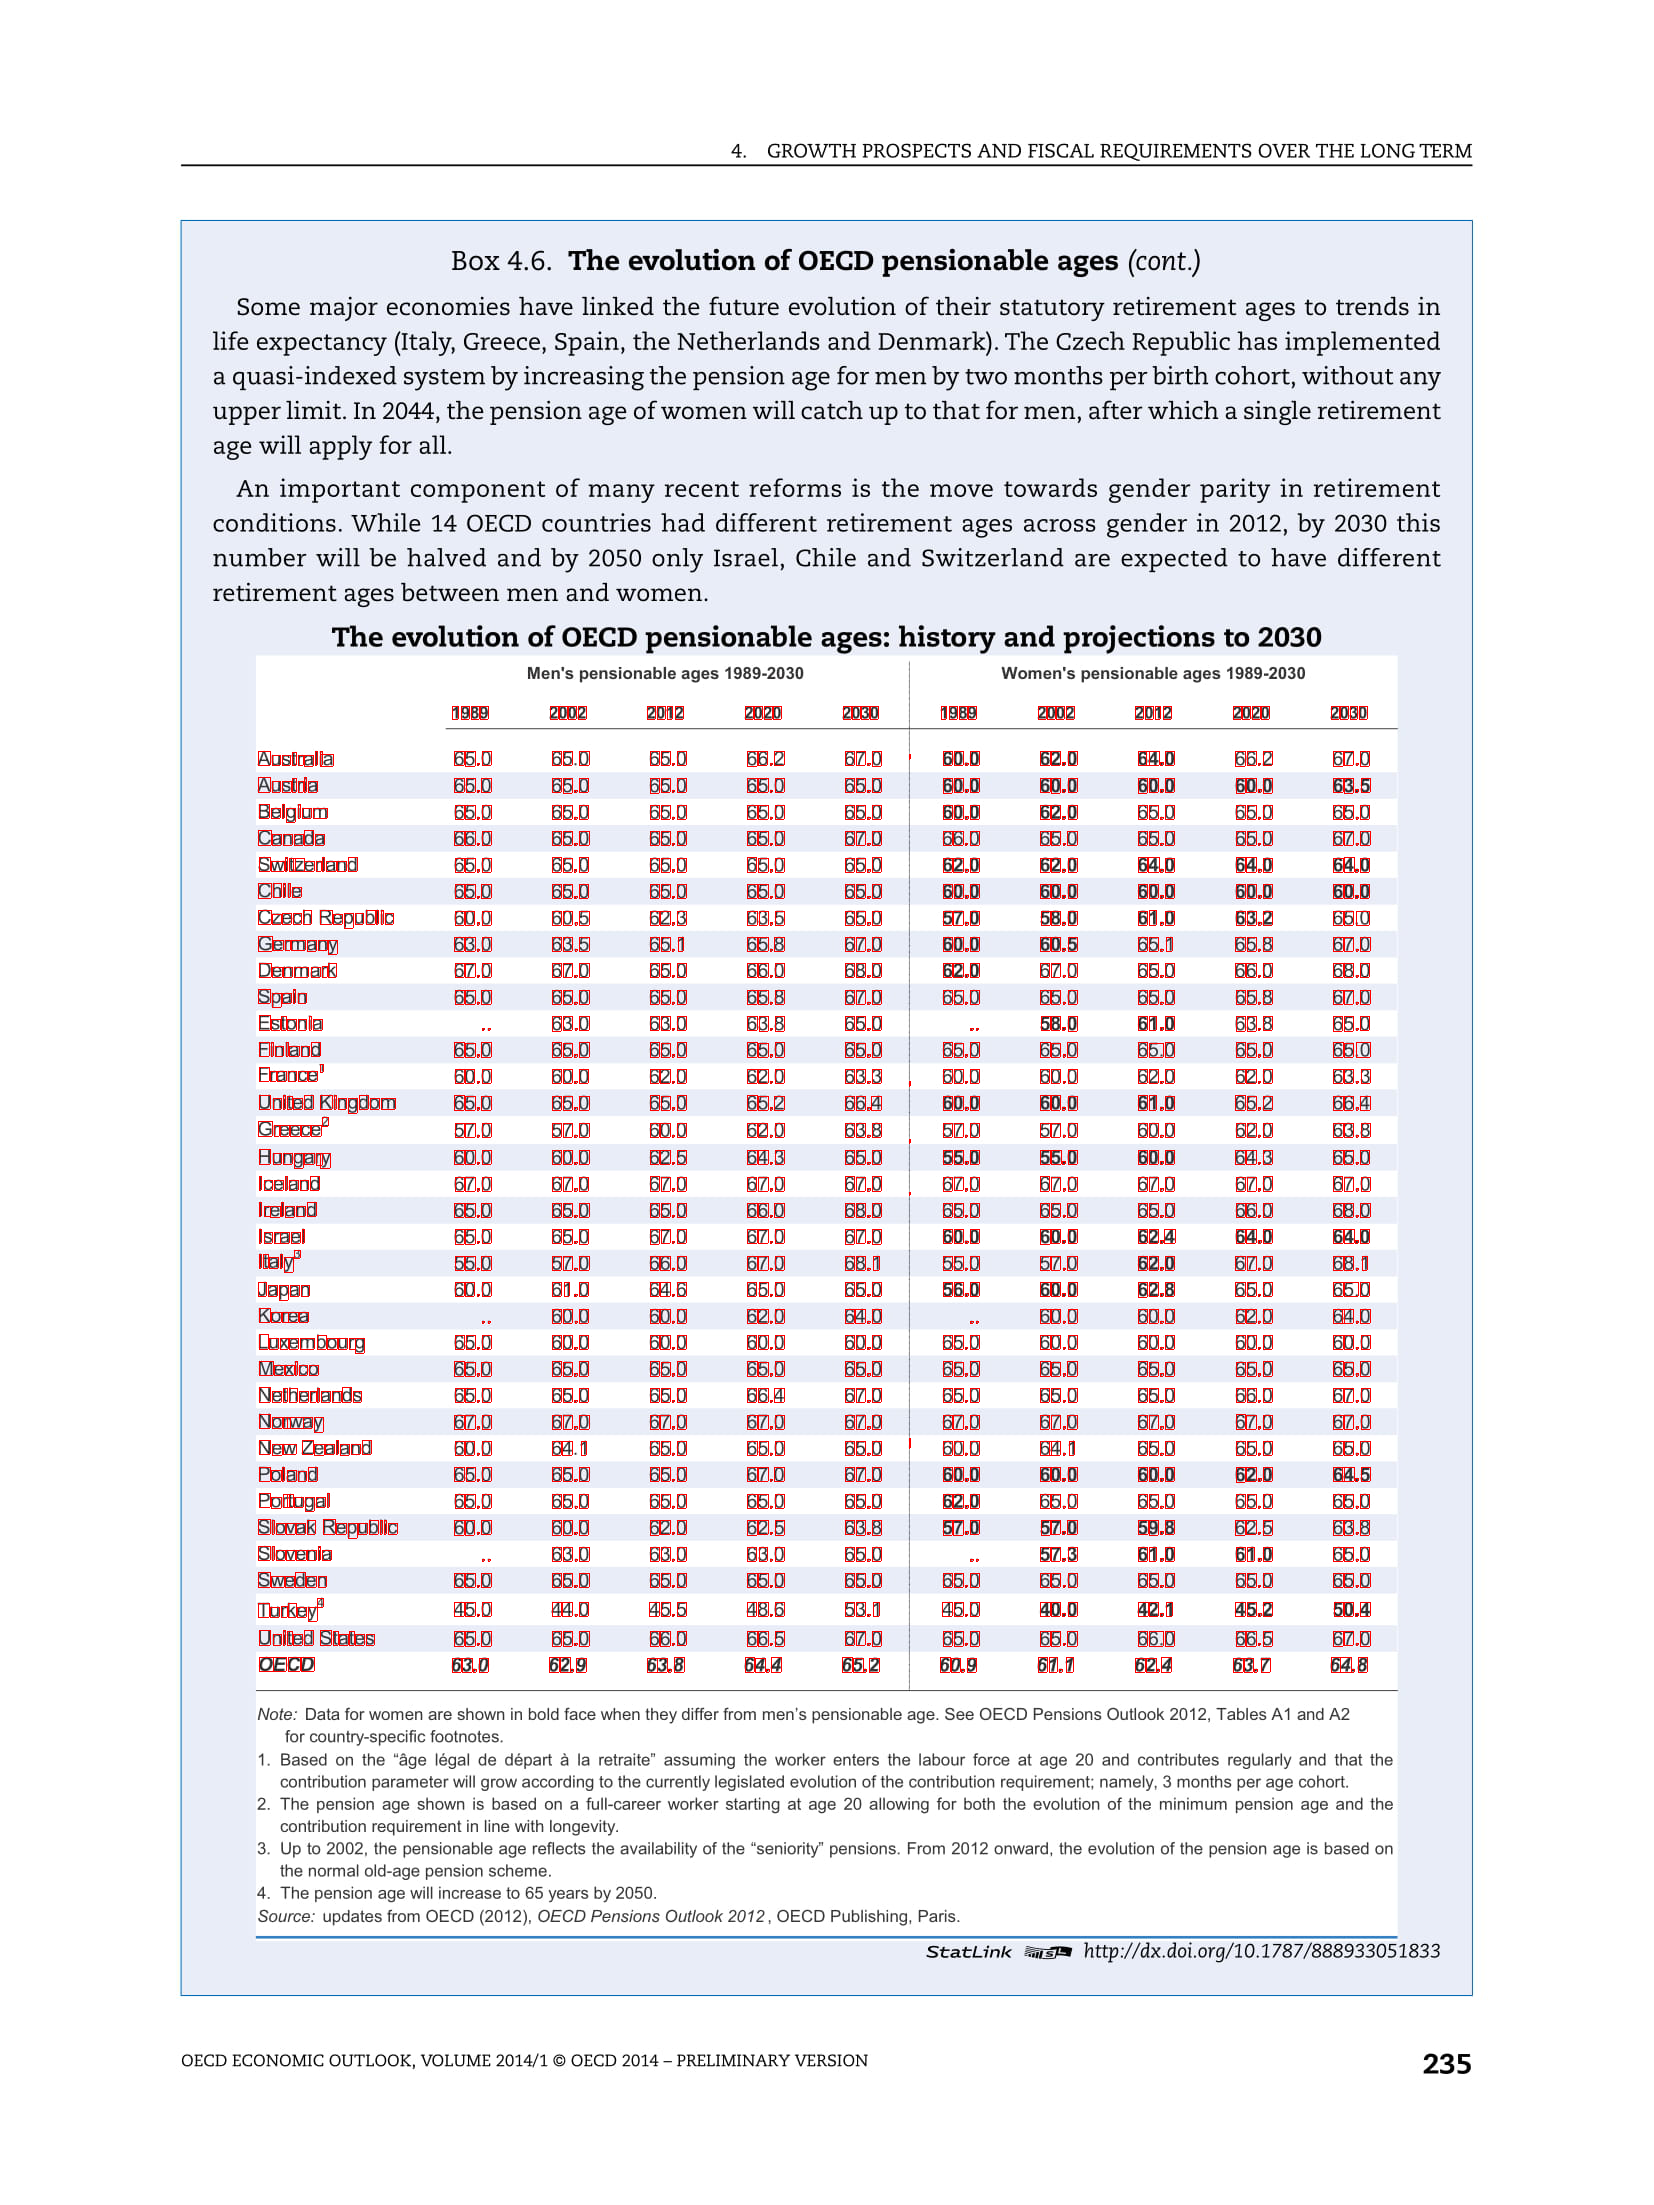 4. GROWTH PROSPECTS AND FISCAL REQUIREMENTS OVER THE LONG TERM
Box 4.6. The evolution of OECD pensionable ages (cont.)
Some major economies have linked the future evolution of their statutory retirement ages to trends in
life expectancy (Italy, Greece, Spain, the Netherlands and Denmark). The Czech Republic has implemented
a quasi-indexed system by increasing the pension age for men by two months per birth cohort, without any
upper limit. In 2044, the pension age of women will catch up to that for men, after which a single retirement
age will apply for all.
An important component of many recent reforms is the move towards gender parity in retirement
conditions. While 14 OECD countries had different retirement ages across gender in 2012, by 2030 this
number will be halved and by 2050 only Israel, Chile and Switzerland are expected to have different
retirement ages between men and women.
The evolution of OECD pensionable ages: history and projections to 2030
Men's pensionable ages 1989-2030 Women's pensionable ages 1989-2030
1989 2002 2012 2020 2030 1989 2002 2012 2020 2030
Australia 65.0 65.0 65.0 66.2 67.0 60.0 62.0 64.0 66.2 67.0
Austria 65.0 65.0 65.0 65.0 65.0 60.0 60.0 60.0 60.0 63.5
Belgium 65.0 65.0 65.0 65.0 65.0 60.0 62.0 65.0 65.0 65.0
Canada 66.0 65.0 65.0 65.0 67.0 66.0 65.0 65.0 65.0 67.0
Switzerland 65.0 65.0 65.0 65.0 65.0 62.0 62.0 64.0 64.0 64.0
Chile 65.0 65.0 65.0 65.0 65.0 60.0 60.0 60.0 60.0 60.0
Czech Republic 60.0 60.5 62.3 63.5 65.0 57.0 58.0 61.0 63.2 65.0
Germany 63.0 63.5 65.1 65.8 67.0 60.0 60.5 65.1 65.8 67.0
Denmark 67.0 67.0 65.0 66.0 68.0 62.0 67.0 65.0 66.0 68.0
Spain 65.0 65.0 65.0 65.8 67.0 65.0 65.0 65.0 65.8 67.0
Estonia .. 63.0 63.0 63.8 65.0 .. 58.0 61.0 63.8 65.0
Finland 65.0 65.0 65.0 65.0 65.0 65.0 65.0 65.0 65.0 65.0
France1 60.0 60.0 62.0 62.0 63.3 60.0 60.0 62.0 62.0 63.3
United Kingdom 65.0 65.0 65.0 65.2 66.4 60.0 60.0 61.0 65.2 66.4
Greece2 57.0 57.0 60.0 62.0 63.8 57.0 57.0 60.0 62.0 63.8
Hungary 60.0 60.0 62.5 64.3 65.0 55.0 55.0 60.0 64.3 65.0
Iceland 67.0 67.0 67.0 67.0 67.0 67.0 67.0 67.0 67.0 67.0
Ireland 65.0 65.0 65.0 66.0 68.0 65.0 65.0 65.0 66.0 68.0
Israel 65.0 65.0 67.0 67.0 67.0 60.0 60.0 62.4 64.0 64.0
Italy3 55.0 57.0 66.0 67.0 68.1 55.0 57.0 62.0 67.0 68.1
Japan 60.0 61.0 64.6 65.0 65.0 56.0 60.0 62.8 65.0 65.0
Korea .. 60.0 60.0 62.0 64.0 .. 60.0 60.0 62.0 64.0
Luxembourg 65.0 60.0 60.0 60.0 60.0 65.0 60.0 60.0 60.0 60.0
Mexico 65.0 65.0 65.0 65.0 65.0 65.0 65.0 65.0 65.0 65.0
Netherlands 65.0 65.0 65.0 66.4 67.0 65.0 65.0 65.0 66.0 67.0
Norway 67.0 67.0 67.0 67.0 67.0 67.0 67.0 67.0 67.0 67.0
New Zealand 60.0 64.1 65.0 65.0 65.0 60.0 64.1 65.0 65.0 65.0
Poland 65.0 65.0 65.0 67.0 67.0 60.0 60.0 60.0 62.0 64.5
Portugal 65.0 65.0 65.0 65.0 65.0 62.0 65.0 65.0 65.0 65.0
Slovak Republic 60.0 60.0 62.0 62.5 63.8 57.0 57.0 59.8 62.5 63.8
Slovenia .. 63.0 63.0 63.0 65.0 .. 57.3 61.0 61.0 65.0
Sweden 65.0 65.0 65.0 65.0 65.0 65.0 65.0 65.0 65.0 65.0
Turkey4 45.0 44.0 45.5 48.6 53.1 45.0 40.0 42.1 45.2 50.4
United States 65.0 65.0 66.0 66.5 67.0 65.0 65.0 66.0 66.5 67.0
OECD 63.0 62.9 63.8 64.4 65.2 60.9 61.1 62.4 63.7 64.8
Note: Data for women are shown in bold face when they differ from men’s pensionable age. See OECD Pensions Outlook 2012, Tables A1 and A2
for country-specific footnotes.
1. Based on the “âge légal de départ à la retraite” assuming the worker enters the labour force at age 20 and contributes regularly and that the
contribution parameter will grow according to the currently legislated evolution of the contribution requirement; namely, 3 months per age cohort.
2. The pension age shown is based on a full-career worker starting at age 20 allowing for both the evolution of the minimum pension age and the
contribution requirement in line with longevity.
3. Up to 2002, the pensionable age reflects the availability of the “seniority” pensions. From 2012 onward, the evolution of the pension age is based on
the normal old-age pension scheme.
4. The pension age will increase to 65 years by 2050.
Source: updates from OECD (2012), OECD Pensions Outlook 2012, OECD Publishing, Paris.
StatLink http://dx.doi.org/10.1787/888933051833
OECD ECONOMIC OUTLOOK, VOLUME 2014/1 © OECD 2014 – PRELIMINARY VERSION 235